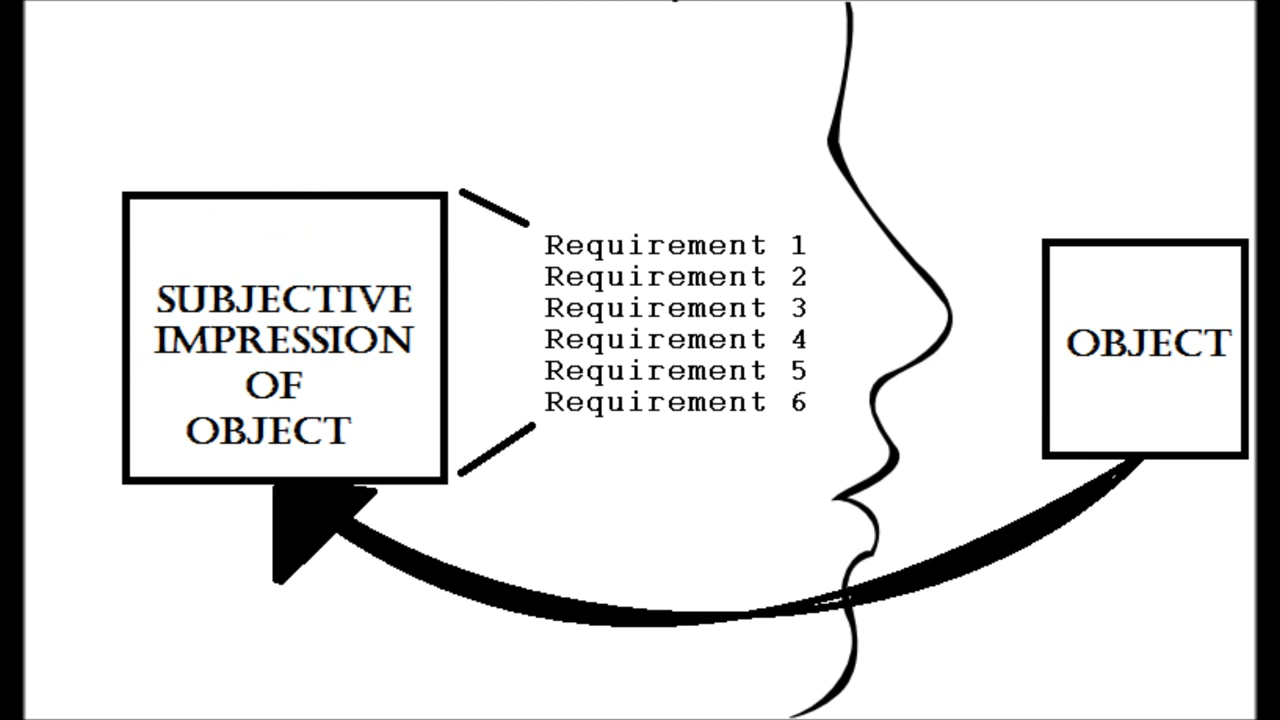 SUBJECTIVE
IMPRESSION
OF
OBJECT
Requirement 1
Requirement 2
Requirement 3
Requirement 4
Requirement 5
Requirement 6
OBJECT